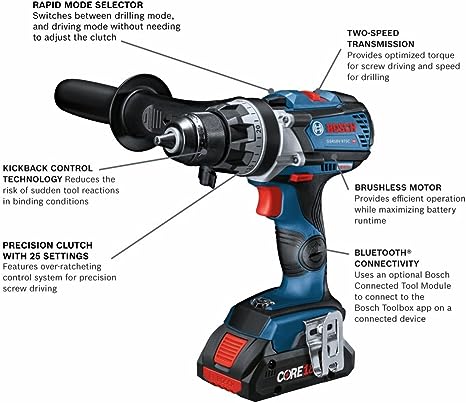 RAPID MODE SELECTOR
Switches between drilling mode,
and driving mode without needing
to adjust the clutch
TWO-SPEED
TRANSMISSION
Provides optimized torque
for screw driving and speed
for drilling
BOSCH
KICKBACK CONTROL
TECHNOLOGY Reduces the
risk of sudden tool reactions
in binding conditions
BRUSHLESS MOTOR
Provides efficient operation
while maximizing battery
runtime
PRECISION CLUTCH
WITH 25 SETTINGS
Features over-ratcheting
control system for precision
screw driving
BLUETOOTH®
CONNECTIVITY
Uses an optional Bosch
Connected Tool Module
to connect to the
Bosch Toolbox app on a
connected device
CORE